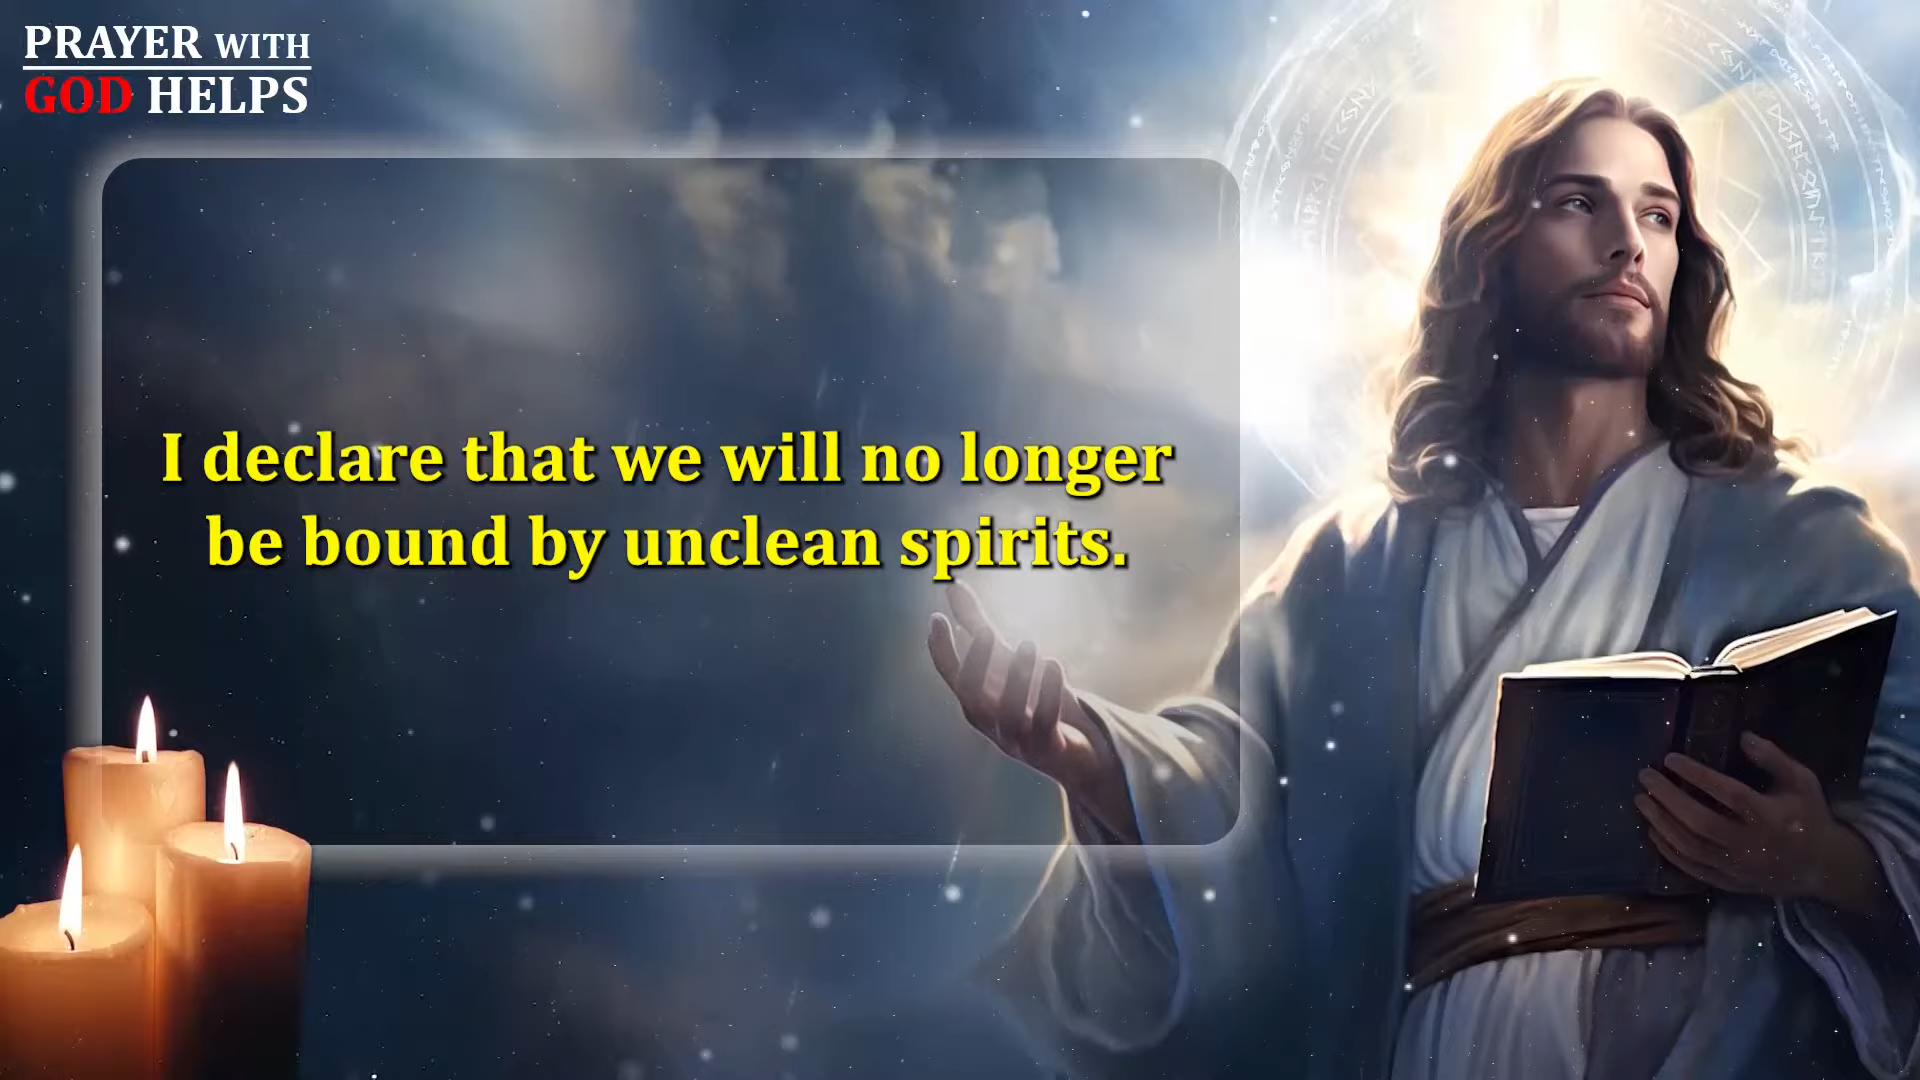 PRAYER WITH
GOD HELPS
I declare that we will no longer
be bound by unclean spirits.